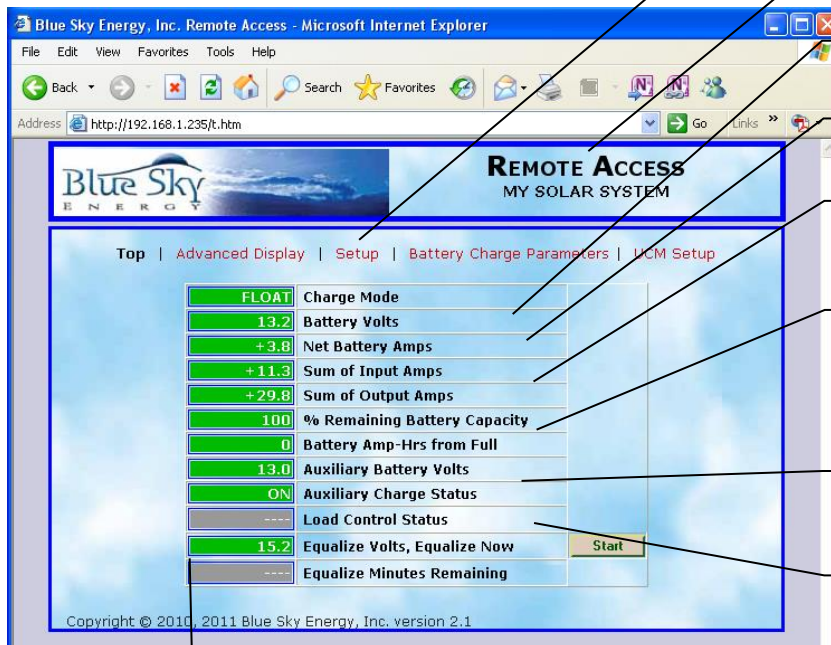 Blue Sky Energy, Inc. Remote Access - Microsoft Internet Explorer
File Edit View Favorites Tools Help
Back Search Favorites
Address http://192.168.1.235/t.htm Go Links »
Blue Sky
ENERGY
REMOTE ACCESS
MY SOLAR SYSTEM
Top | Advanced Display | Setup | Battery Charge Parameters | UCM Setup
FLOAT Charge Mode
13.2 Battery Volts
+3.8 Net Battery Amps
+11.3 Sum of Input Amps
+29.8 Sum of Output Amps
100 % Remaining Battery Capacity
0 Battery Amp-Hrs from Full
13.0 Auxiliary Battery Volts
ON Auxiliary Charge Status
---- Load Control Status
15.2 Equalize Volts, Equalize Now Start
---- Equalize Minutes Remaining
Copyright © 2010, 2011 Blue Sky Energy, Inc. version 2.1